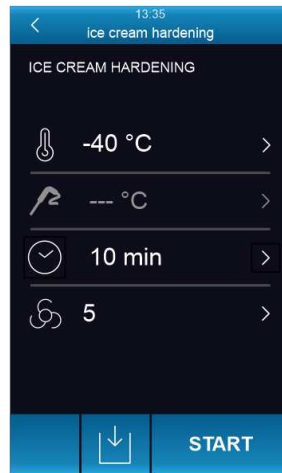 13:35
ice cream hardening
ICE CREAM HARDENING
-40 °C
--- °C
10 min
5
START